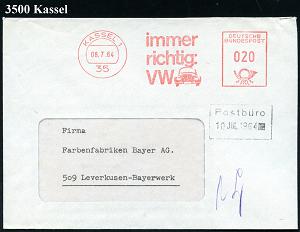 3500 Kassel
KASSEL 1
08.7.64
35
immer
richtig:
VW
DEUTSCHE
BUNDESPOST
020
Postbüro
10. JUL. 1964
Firma
Farbenfabriken Bayer AG.
509 Leverkusen-Bayerwerk